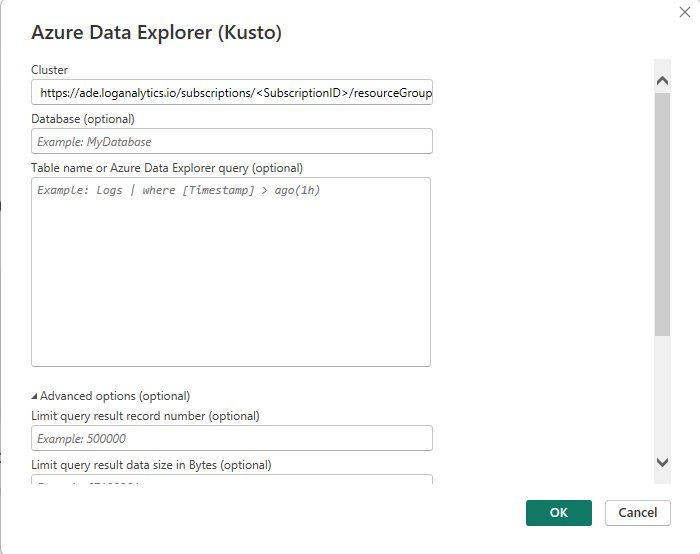 Azure Data Explorer (Kusto)
Cluster
https://ade.loganalytics.io/subscriptions/<SubscriptionID>/resourceGroup
Database (optional)
Example: MyDatabase
Table name or Azure Data Explorer query (optional)
Example: Logs | where [Timestamp] > ago(1h)
Advanced options (optional)
Limit query result record number (optional)
Example: 500000
Limit query result data size in Bytes (optional)
OK Cancel